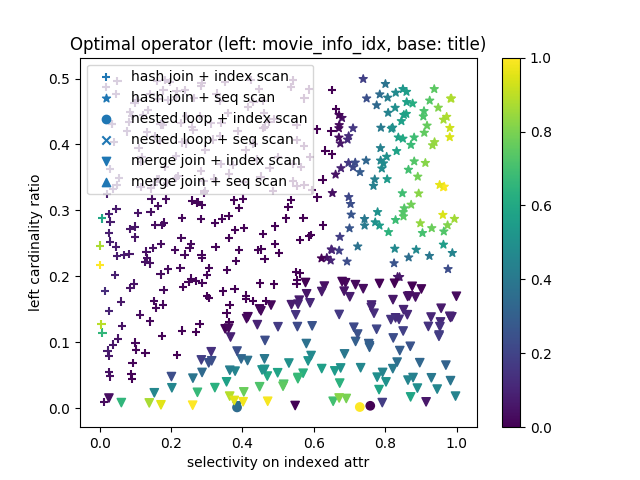 Optimal operator (left: movie_info_idx, base: title)
hash join + index scan
hash join + seq scan
nested loop + index scan
nested loop + seq scan
merge join + index scan
merge join + seq scan
left cardinality ratio
0.5
0.4
0.3
0.2
0.1
0.0
0.0 0.2 0.4 0.6 0.8 1.0
selectivity on indexed attr
1.0
0.8
0.6
0.4
0.2
0.0